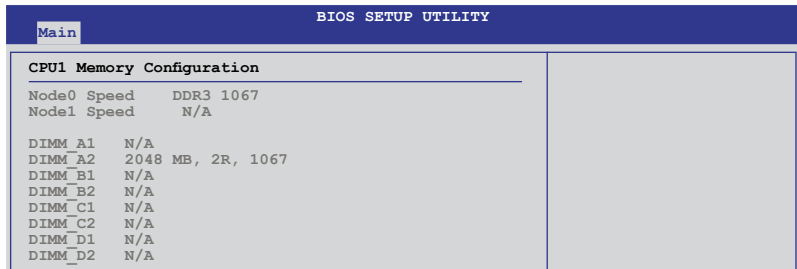 BIOS SETUP UTILITY
Main
CPU1 Memory Configuration
Node0 Speed DDR3 1067
Node1 Speed N/A
DIMM_A1 N/A
DIMM_A2 2048 MB, 2R, 1067
DIMM_B1 N/A
DIMM_B2 N/A
DIMM_C1 N/A
DIMM_C2 N/A
DIMM_D1 N/A
DIMM_D2 N/A